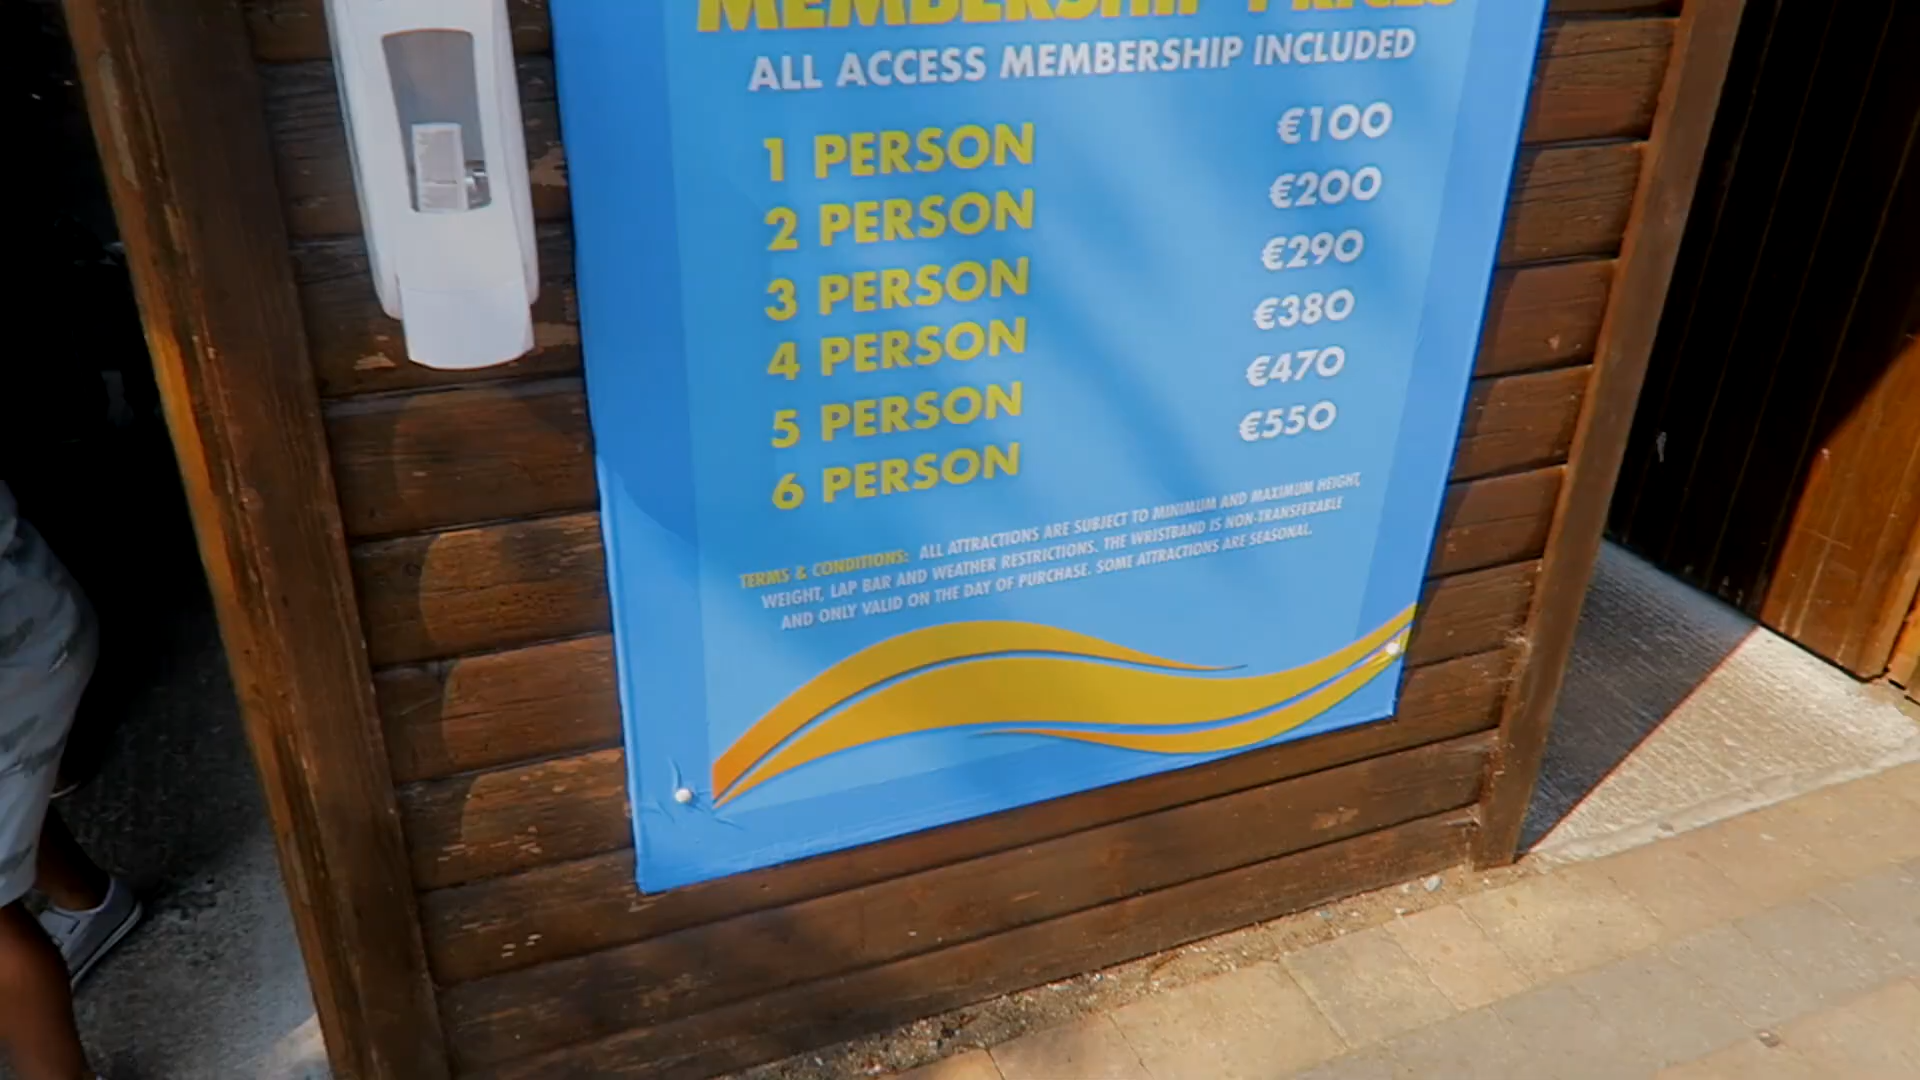 MEMBERSHIP PRICES
ALL ACCESS MEMBERSHIP INCLUDED
1 PERSON €100
2 PERSON €200
3 PERSON €290
4 PERSON €380
5 PERSON €470
6 PERSON €550
TERMS & CONDITIONS: ALL ATTRACTIONS ARE SUBJECT TO MINIMUM AND MAXIMUM HEIGHT,
WEIGHT, LAP BAR AND WEATHER RESTRICTIONS. THE WRISTBAND IS NON-TRANSFERABLE
AND ONLY VALID ON THE DAY OF PURCHASE. SOME ATTRACTIONS ARE SEASONAL.